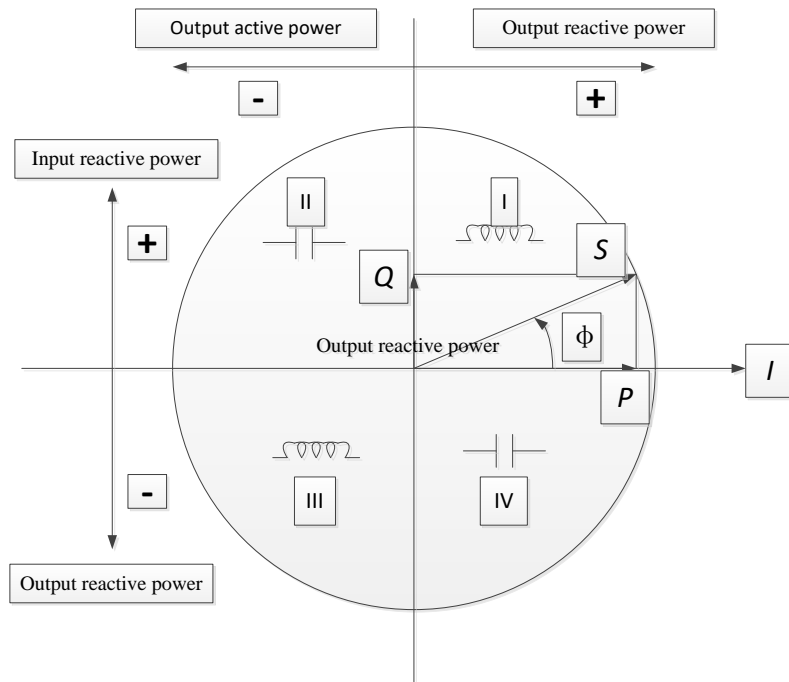 Output active power
Output reactive power
-
+
Input reactive power
II
I
+
Q
S
Output reactive power
ϕ
P
I
-
III
IV
Output reactive power